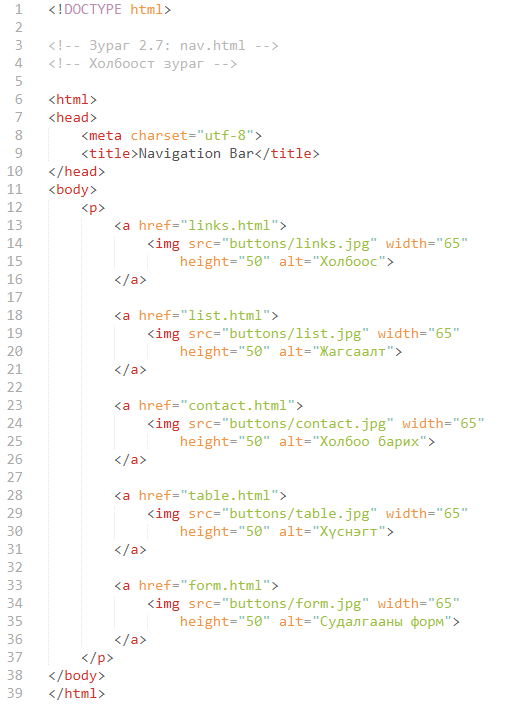 1 <!DOCTYPE html>
2
3 <!-- Зураг 2.7: nav.html -->
4 <!-- Холбоост зураг -->
5
6 <html>
7 <head>
8     <meta charset="utf-8">
9     <title>Navigation Bar</title>
10 </head>
11 <body>
12     <p>
13         <a href="links.html">
14             <img src="buttons/links.jpg" width="65"
15                 height="50" alt="Холбоос">
16         </a>
17
18         <a href="list.html">
19             <img src="buttons/list.jpg" width="65"
20                 height="50" alt="Жагсаалт">
21         </a>
22
23         <a href="contact.html">
24             <img src="buttons/contact.jpg" width="65"
25                 height="50" alt="Холбоо барих">
26         </a>
27
28         <a href="table.html">
29             <img src="buttons/table.jpg" width="65"
30                 height="50" alt="Хүснэгт">
31         </a>
32
33         <a href="form.html">
34             <img src="buttons/form.jpg" width="65"
35                 height="50" alt="Судалгааны форм">
36         </a>
37     </p>
38 </body>
39 </html>